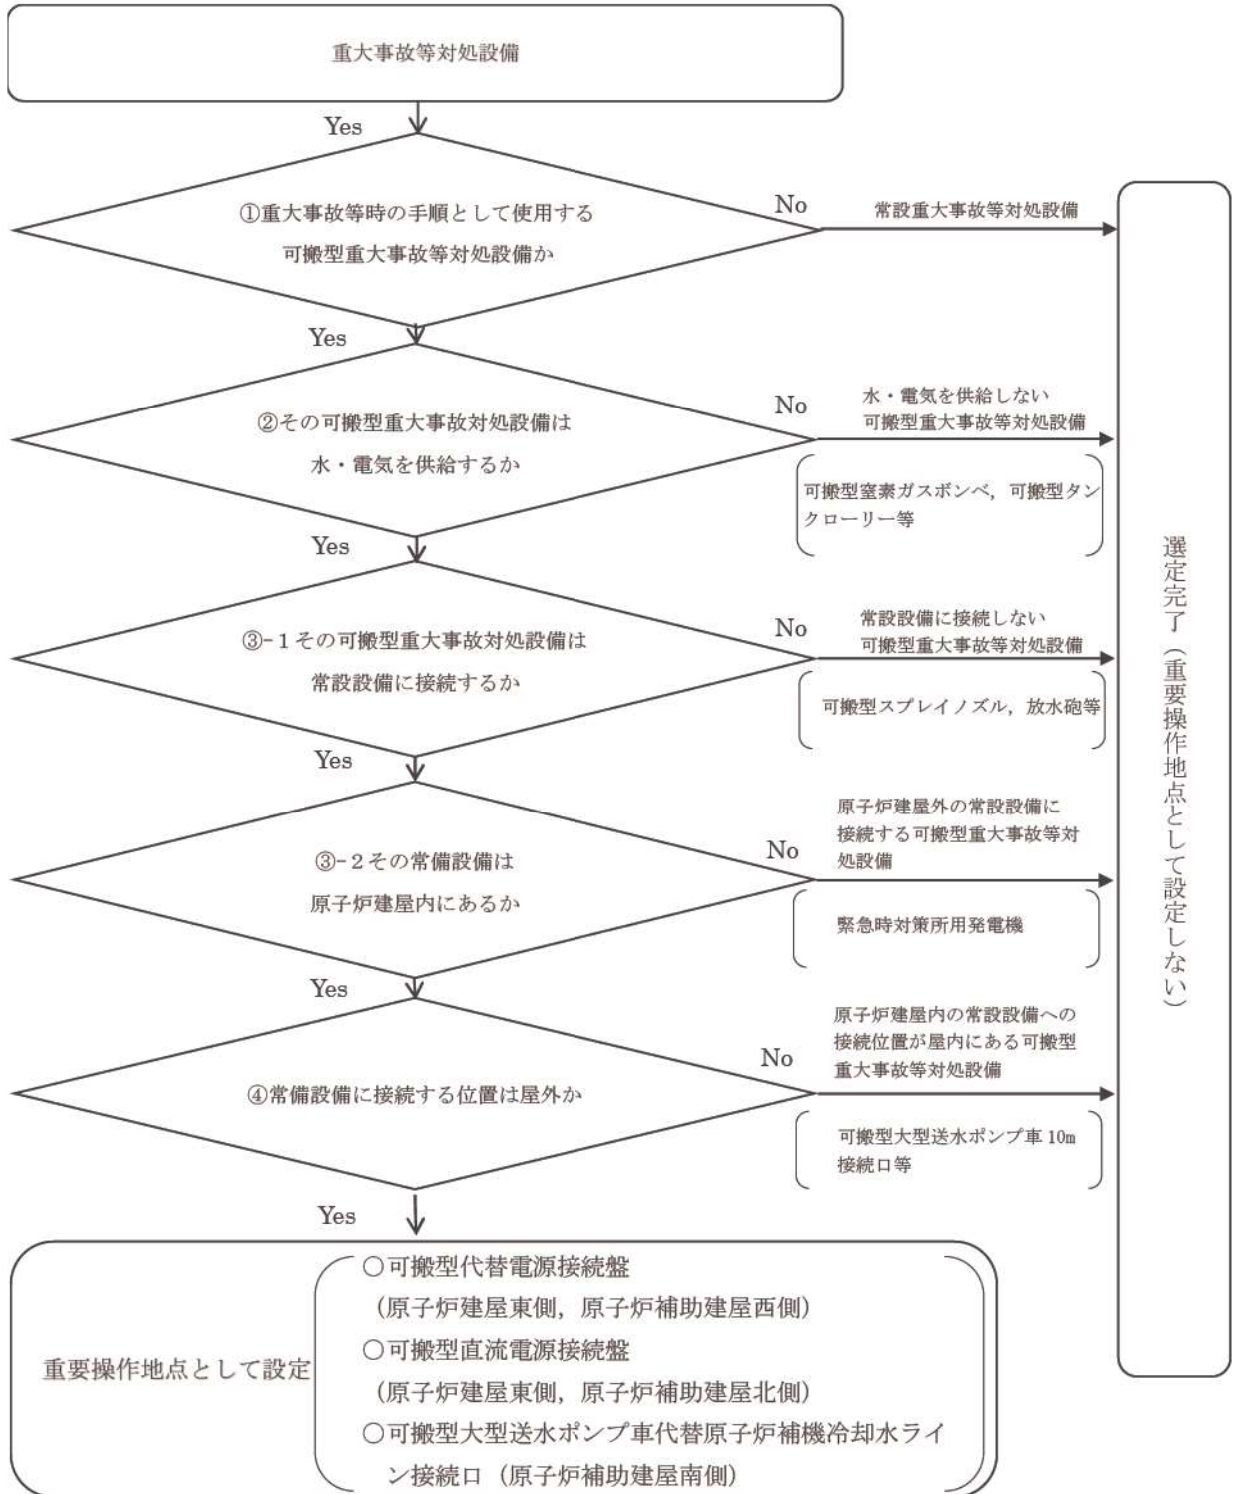 重大事故等対処設備
Yes
①重大事故等時の手順として使用する
可搬型重大事故等対処設備か
No
常設重大事故等対処設備
Yes
②その可搬型重大事故対処設備は
水・電気を供給するか
No
水・電気を供給しない
可搬型重大事故等対処設備
可搬型窒素ガスボンベ，可搬型タン
クローリー等
Yes
③-１その可搬型重大事故対処設備は
常設設備に接続するか
No
常設設備に接続しない
可搬型重大事故等対処設備
可搬型スプレイノズル，放水砲等
Yes
③-２その常備設備は
原子炉建屋内にあるか
No
原子炉建屋外の常設設備に
接続する可搬型重大事故等対
処設備
緊急時対策所用発電機
Yes
④常備設備に接続する位置は屋外か
No
原子炉建屋内の常設設備への
接続位置が屋内にある可搬型
重大事故等対処設備
可搬型大型送水ポンプ車 10m
接続口等
Yes
重要操作地点として設定
○可搬型代替電源接続盤
（原子炉建屋東側，原子炉補助建屋西側）
○可搬型直流電源接続盤
（原子炉建屋東側，原子炉補助建屋北側）
○可搬型大型送水ポンプ車代替原子炉補機冷却水ライ
ン接続口（原子炉補助建屋南側）
選定完了（重要操作地点として設定しない）